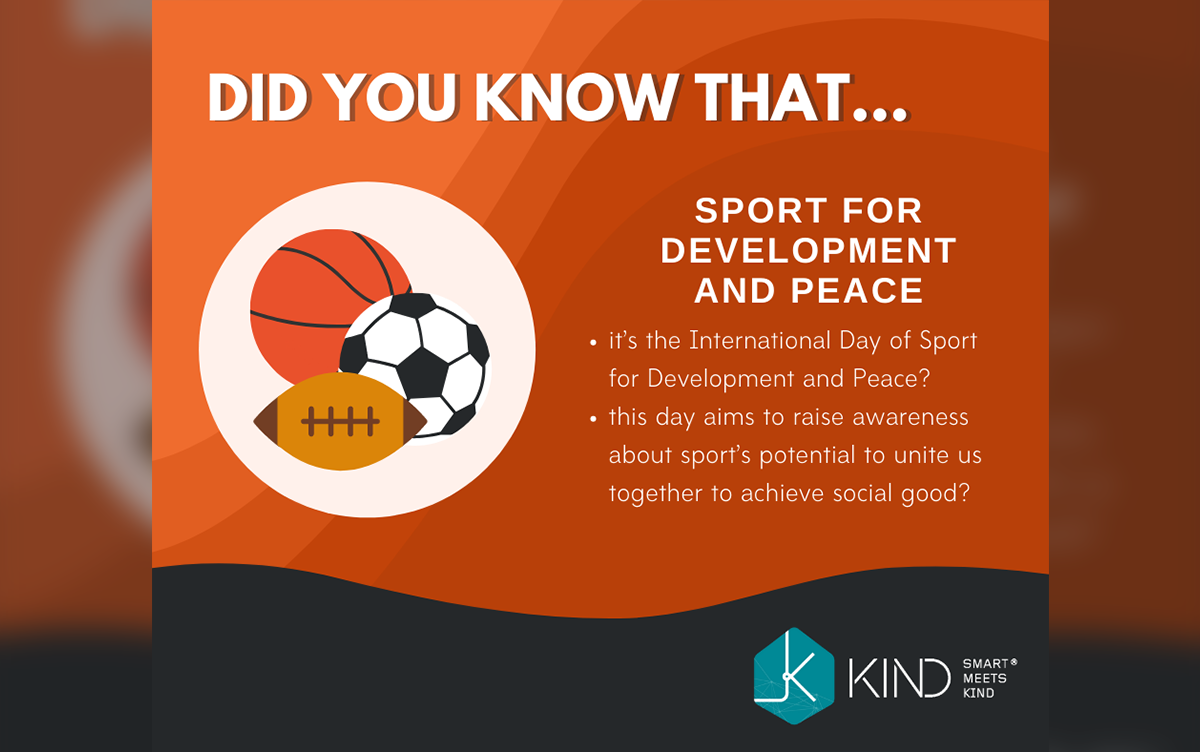 DID YOU KNOW THAT...
SPORT FOR
DEVELOPMENT
AND PEACE
• it's the International Day of Sport
for Development and Peace?
• this day aims to raise awareness
about sport's potential to unite us
together to achieve social good?
K
KIND
SMART®
MEETS
KIND